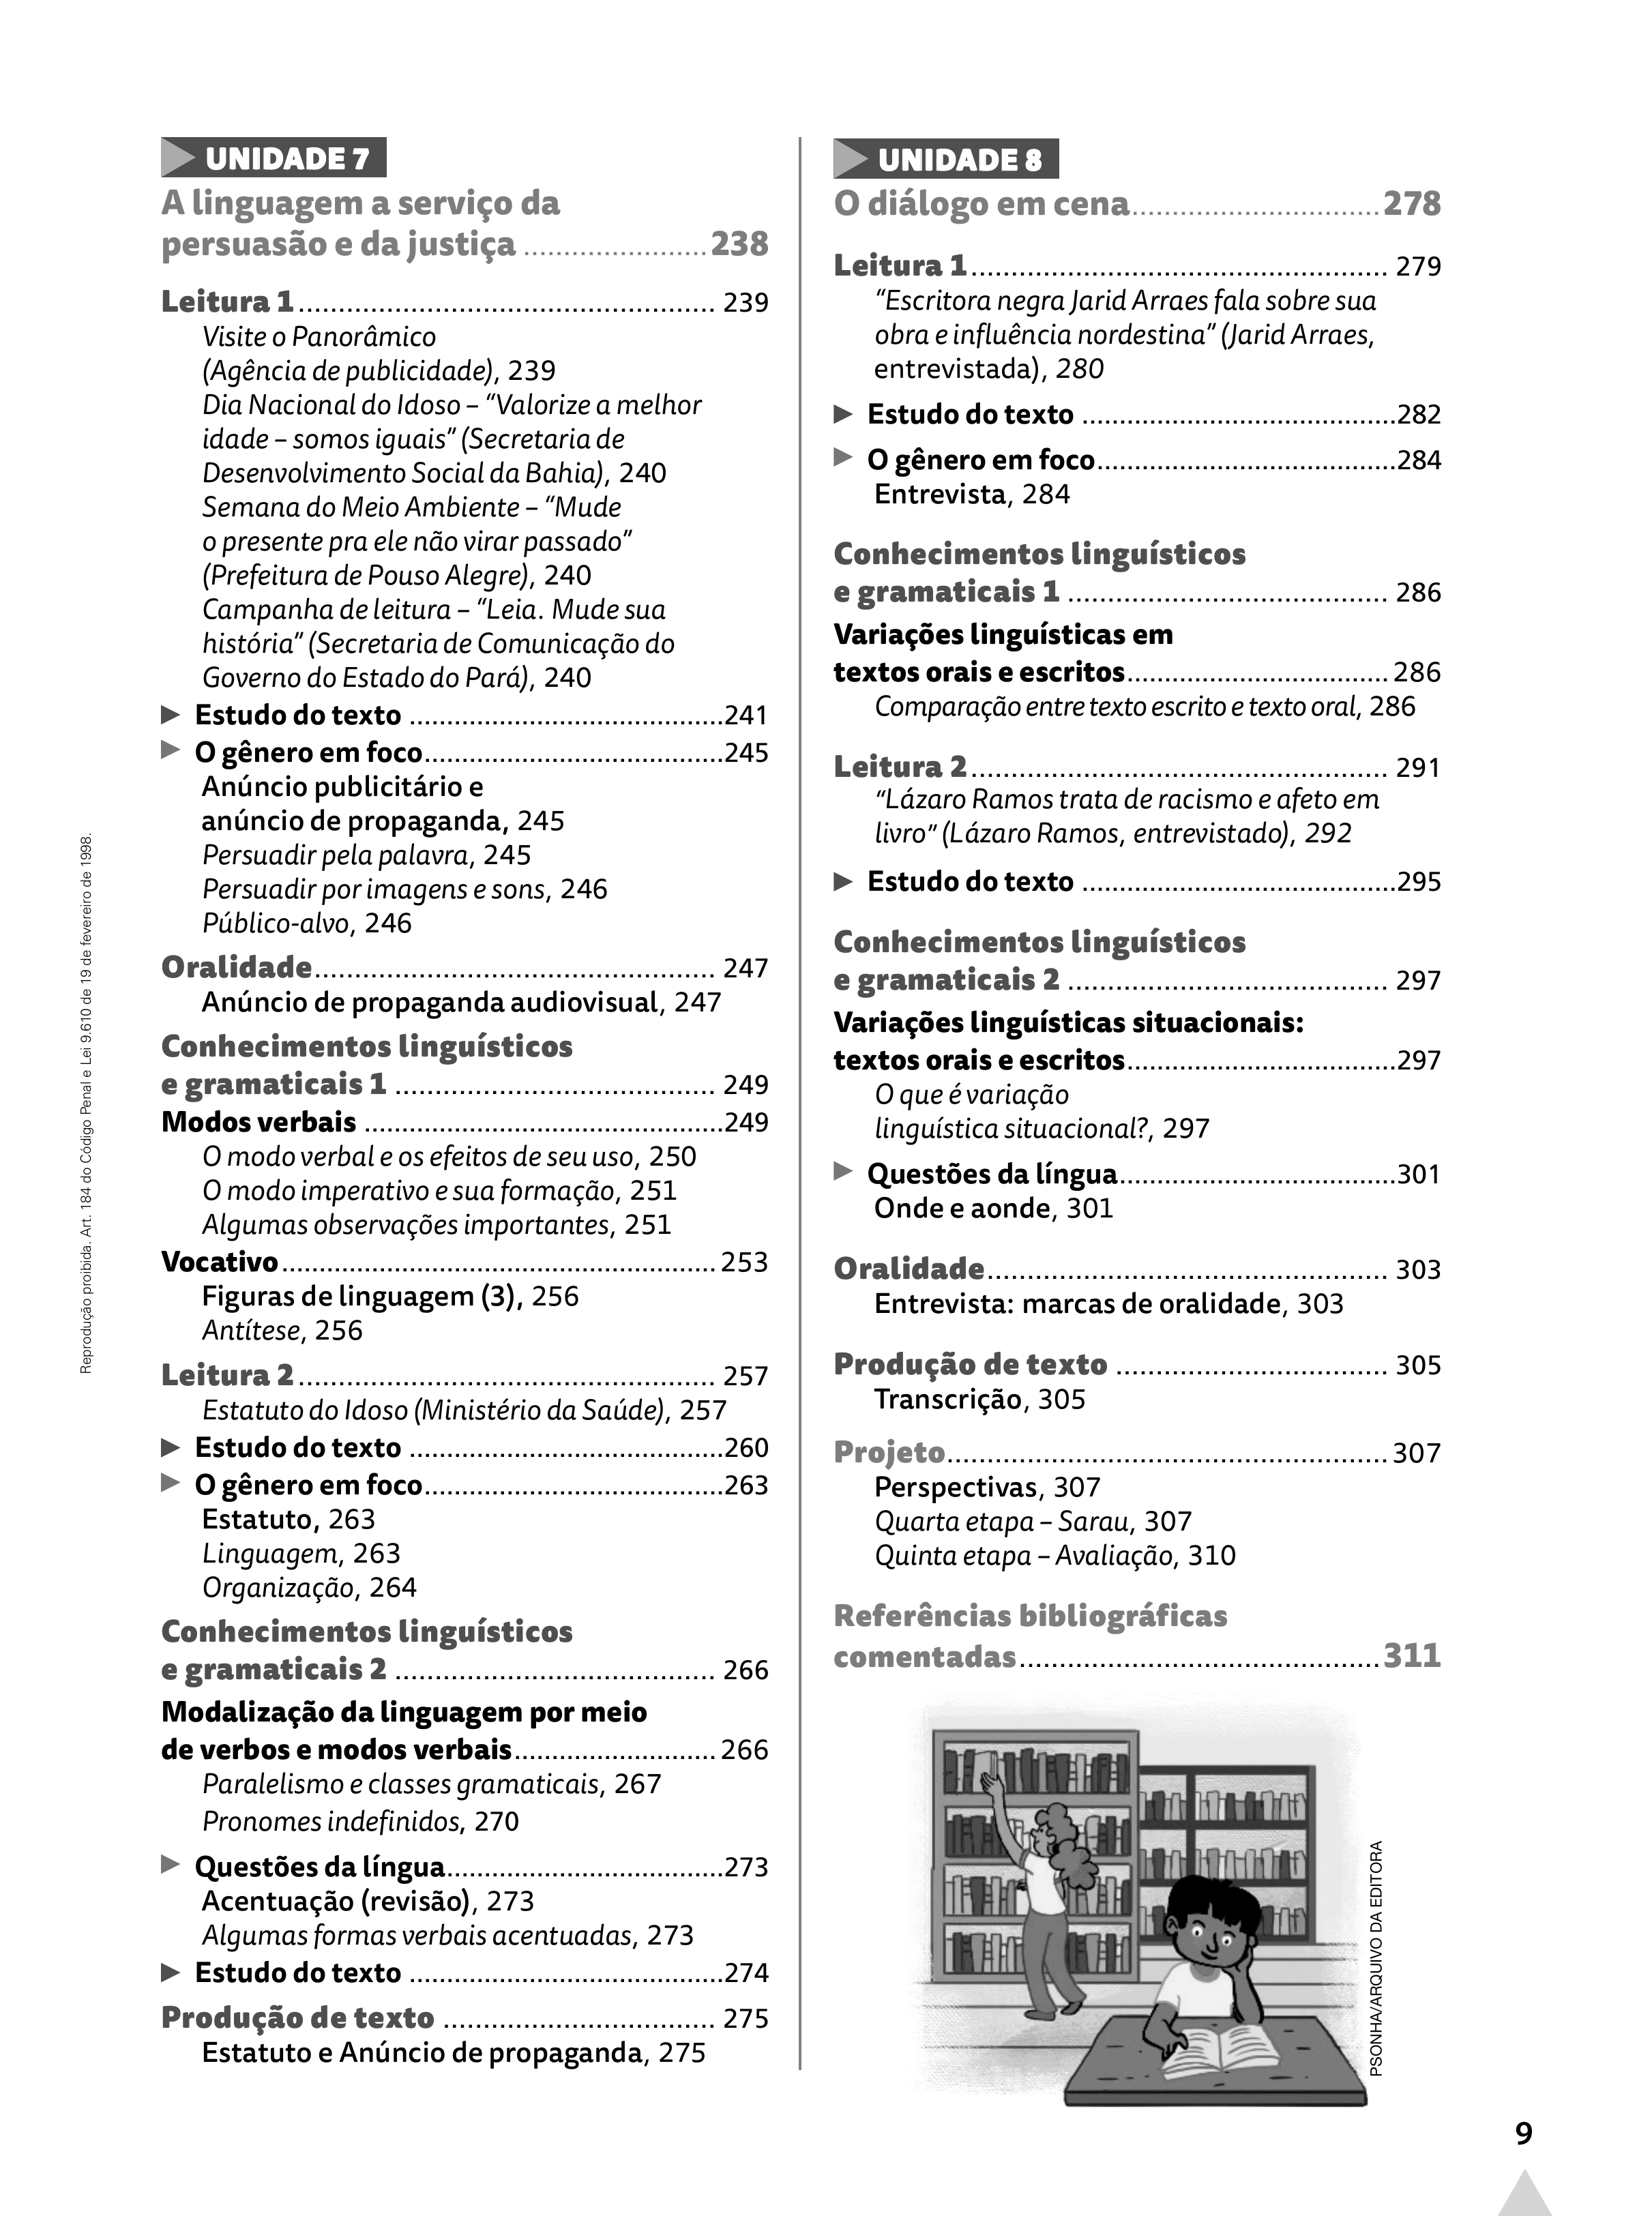 UNIDADE 7
A linguagem a serviço da
persuasão e da justiça ...................... 238
Leitura 1 .................................................... 239
Visite o Panorâmico
(Agência de publicidade), 239
Dia Nacional do Idoso – “Valorize a melhor
idade – somos iguais” (Secretaria de
Desenvolvimento Social da Bahia), 240
Semana do Meio Ambiente – “Mude
o presente pra ele não virar passado”
(Prefeitura de Pouso Alegre), 240
Campanha de leitura – “Leia. Mude sua
história” (Secretaria de Comunicação do
Governo do Estado do Pará), 240
Estudo do texto ..........................................241
O gênero em foco........................................245
Anúncio publicitário e
anúncio de propaganda, 245
Persuadir pela palavra, 245
Persuadir por imagens e sons, 246
Público-alvo, 246
Oralidade.................................................. 247
Anúncio de propaganda audiovisual, 247
Conhecimentos linguísticos
e gramaticais 1 ........................................ 249
Modos verbais ................................................249
O modo verbal e os efeitos de seu uso, 250
O modo imperativo e sua formação, 251
Algumas observações importantes, 251
Vocativo .......................................................... 253
Figuras de linguagem (3), 256
Antítese, 256
Leitura 2 .................................................... 257
Estatuto do Idoso (Ministério da Saúde), 257
Estudo do texto ..........................................260
O gênero em foco........................................263
Estatuto, 263
Linguagem, 263
Organização, 264
Conhecimentos linguísticos
e gramaticais 2 ........................................ 266
Modalização da linguagem por meio
de verbos e modos verbais........................... 266
Paralelismo e classes gramaticais, 267
Pronomes indefinidos, 270
Questões da língua.....................................273
Acentuação (revisão), 273
Algumas formas verbais acentuadas, 273
Estudo do texto ..........................................274
Produção de texto .................................. 275
Estatuto e Anúncio de propaganda, 275
UNIDADE 8
O diálogo em cena.............................. 278
Leitura 1 .................................................... 279
“Escritora negra Jarid Arraes fala sobre sua
obra e influência nordestina” (Jarid Arraes,
entrevistada), 280
Estudo do texto ..........................................282
O gênero em foco........................................284
Entrevista, 284
Conhecimentos linguísticos
e gramaticais 1 ........................................ 286
Variações linguísticas em
textos orais e escritos................................... 286
Comparação entre texto escrito e texto oral, 286
Leitura 2 .................................................... 291
“Lázaro Ramos trata de racismo e afeto em
livro” (Lázaro Ramos, entrevistado), 292
Estudo do texto ..........................................295
Conhecimentos linguísticos
e gramaticais 2 ........................................ 297
Variações linguísticas situacionais:
textos orais e escritos....................................297
O que é variação
linguística situacional?, 297
Questões da língua.....................................301
Onde e aonde, 301
Oralidade.................................................. 303
Entrevista: marcas de oralidade, 303
Produção de texto .................................. 305
Transcrição, 305
Projeto....................................................... 307
Perspectivas, 307
Quarta etapa – Sarau, 307
Quinta etapa – Avaliação, 310
Referências bibliográficas
comentadas............................................. 311
PSONHA/ARQUIVO DA EDITORA
Reprodução proibida. Art. 184 do Código Penal e Lei 9.610 de 19 de fevereiro de 1998.
9